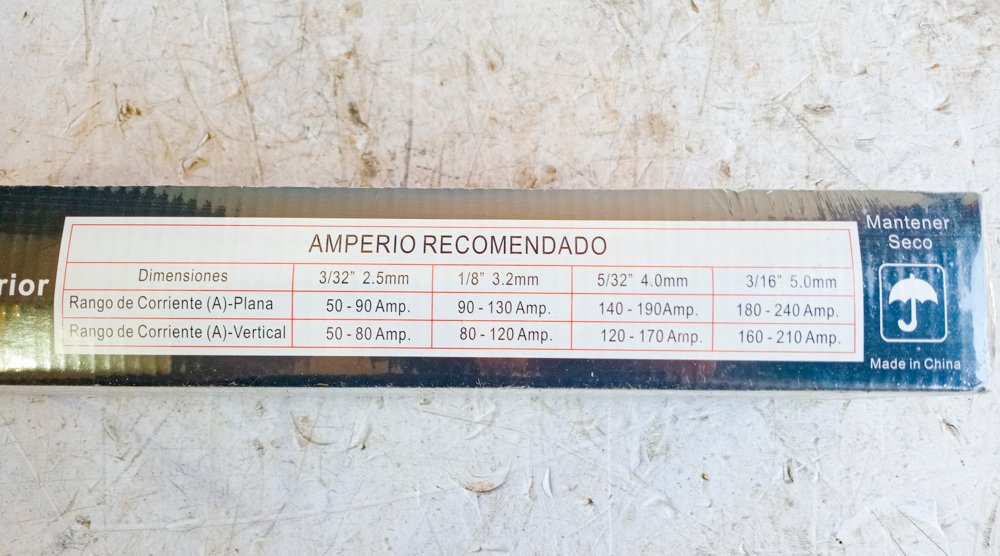 rior
AMPERIO RECOMENDADO
Dimensiones 3/32” 2.5mm 1/8” 3.2mm 5/32” 4.0mm 3/16” 5.0mm
Rango de Corriente (A)-Plana 50 - 90 Amp. 90 - 130 Amp. 140 - 190Amp. 180 - 240 Amp.
Rango de Corriente (A)-Vertical 50 - 80 Amp. 80 - 120 Amp. 120 - 170 Amp. 160 - 210 Amp.
Mantener
Seco
Made in China